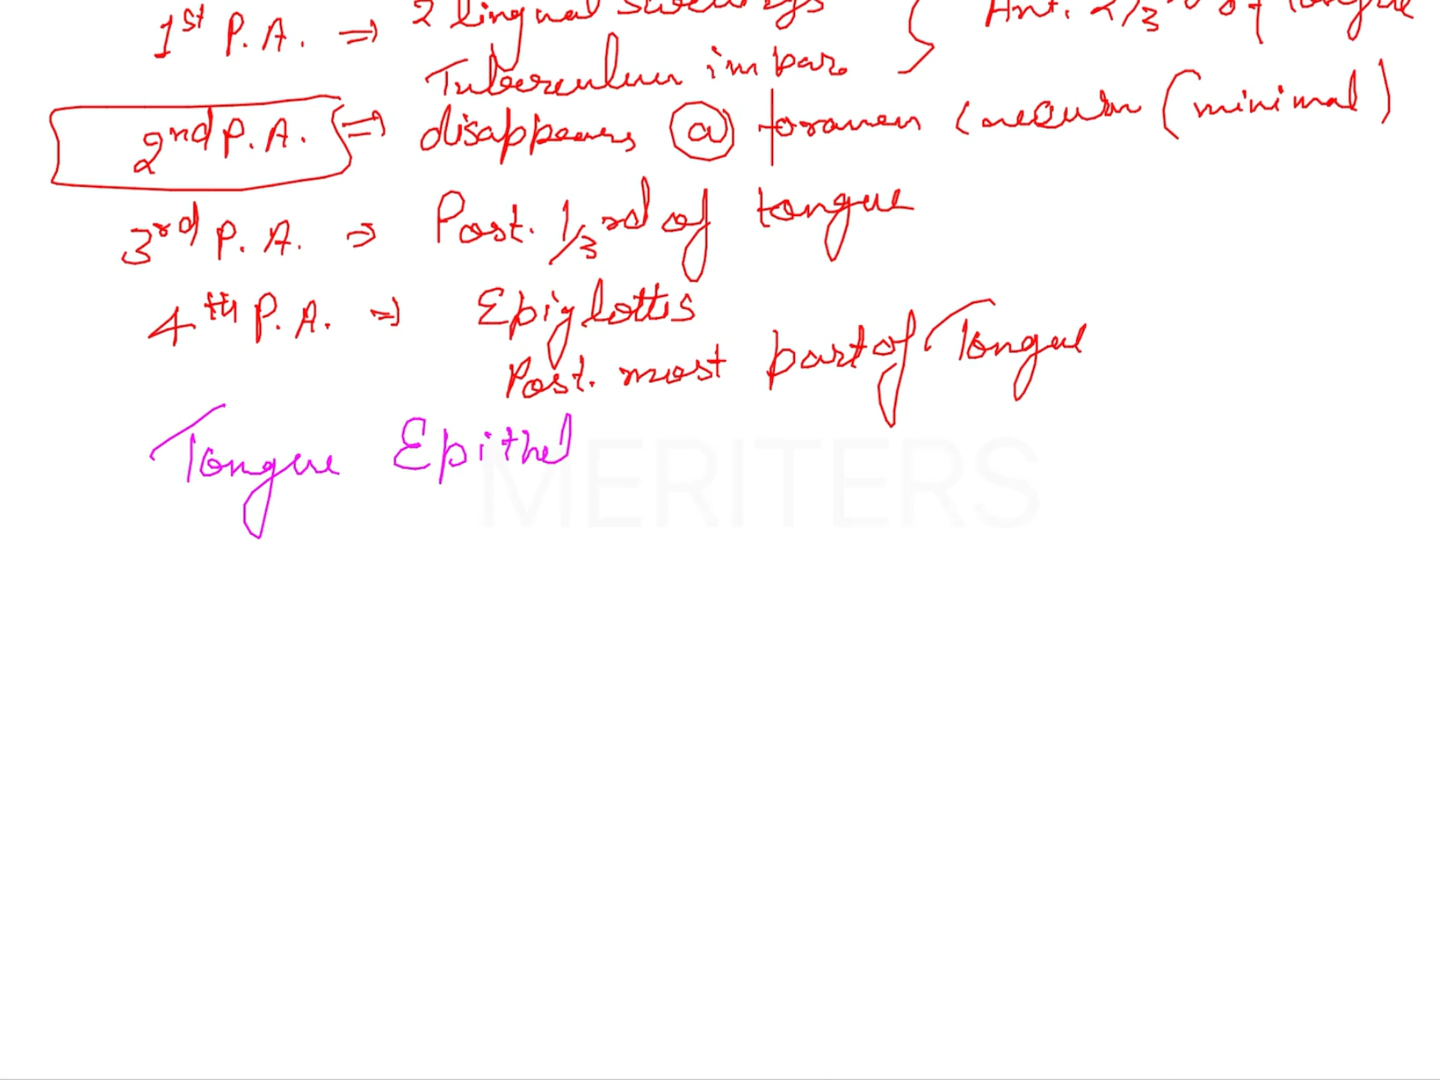 1st P.A. ⇒ 2 lingual swellings } Ant. 2/3rd of Tongue
Tuberculum impar.
2nd P.A. ⇒ disappears @ foramen caecum (minimal)
3rd P.A. ⇒ Post. 1/3rd of tongue
4th P.A. ⇒ Epiglottis
Post. most part of Tongue
Tongue Epithel
MERITERS